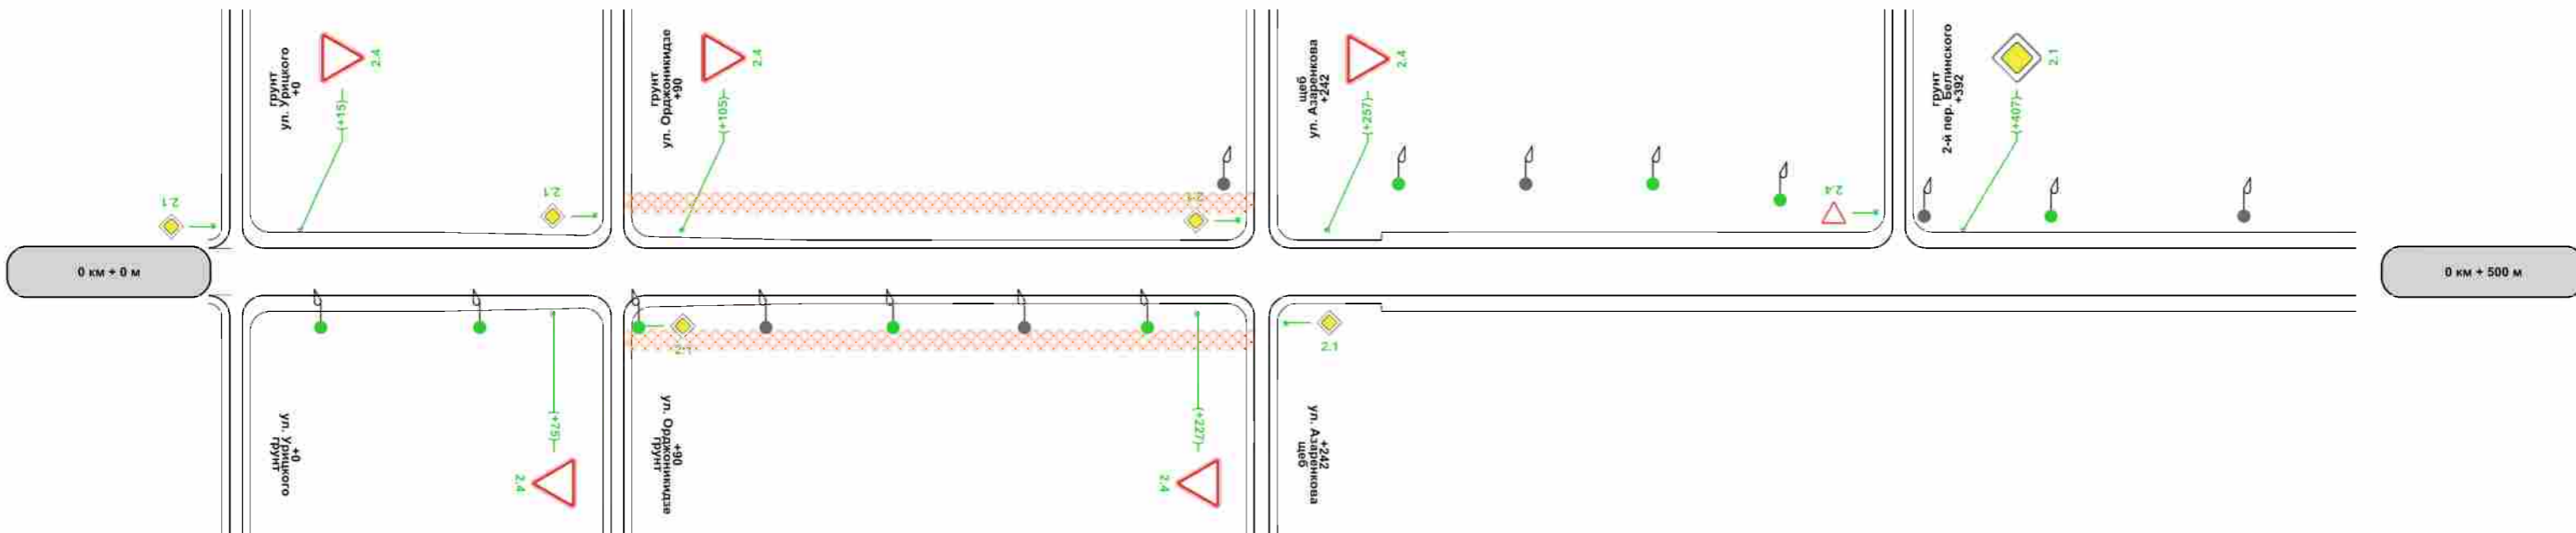 грунт
ул. Урицкого
+0
2.4
(+15)
2.1
2.1
грунт
ул. Орджоникидзе
+90
2.4
(+105)
2.1
щеб
ул. Азаренкова
+242
2.4
(+257)
2.4
грунт
2-й пер. Белинского
+392
2.1
(+407)
0 км + 0 м
0 км + 500 м
+0
ул. Урицкого
грунт
(+75)
2.4
2.1
+90
ул. Орджоникидзе
грунт
(+227)
2.4
2.1
+242
ул. Азаренкова
щеб